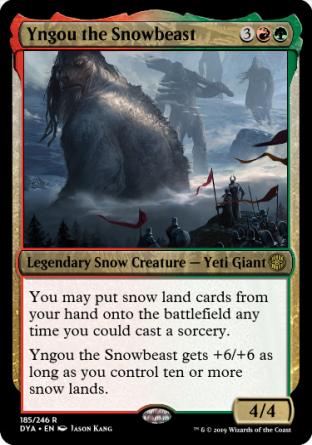 Yngou the Snowbeast 3
Legendary Snow Creature — Yeti Giant
You may put snow land cards from
your hand onto the battlefield any
time you could cast a sorcery.
Yngou the Snowbeast gets +6/+6 as
long as you control ten or more
snow lands.
4/4
185/246 R
DYA • EN Jason Kang
™ & © 2019 Wizards of the Coast